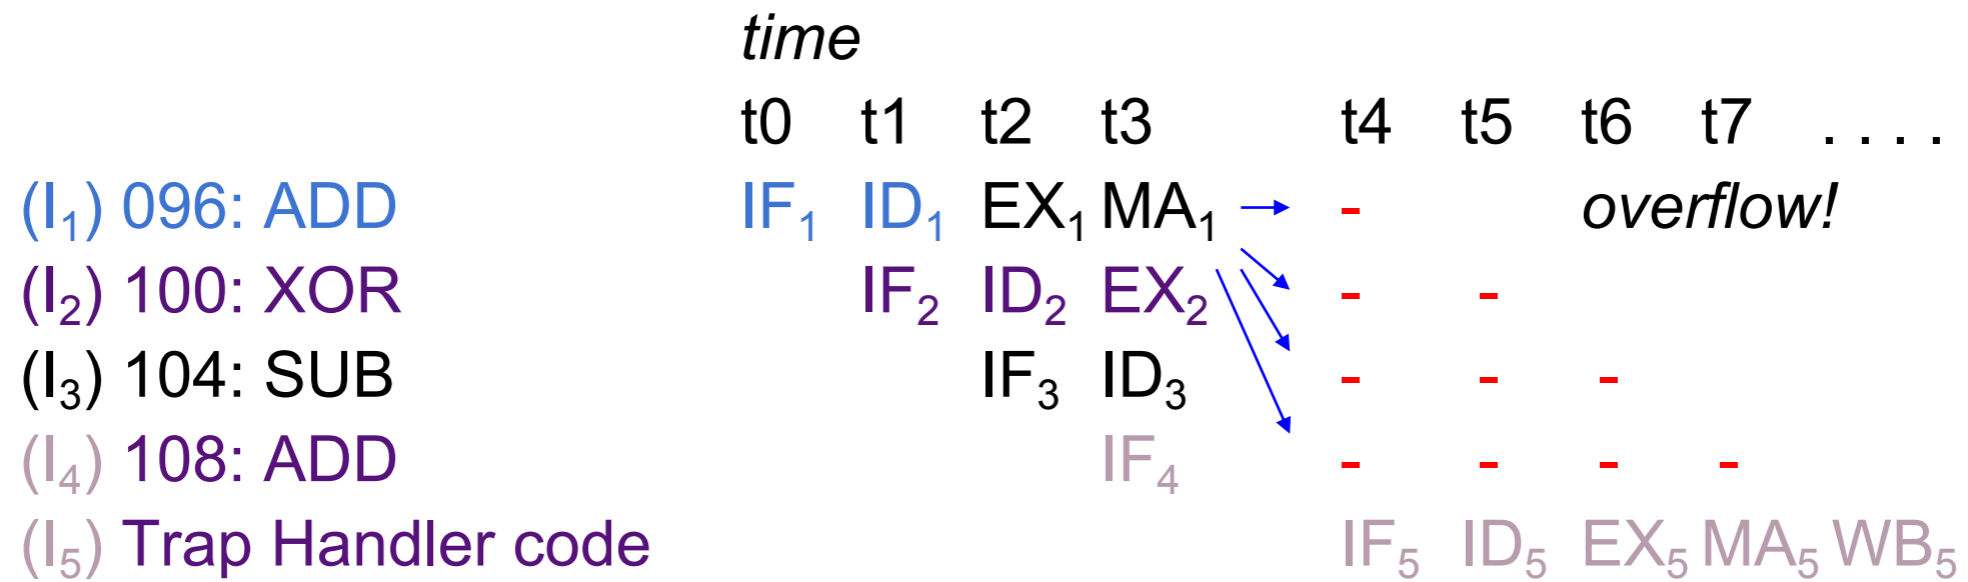 time
t0 t1 t2 t3 t4 t5 t6 t7 . . . .
(I₁) 096: ADD IF₁ ID₁ EX₁ MA₁ → - overflow!
(I₂) 100: XOR IF₂ ID₂ EX₂ - -
(I₃) 104: SUB IF₃ ID₃ - - -
(I₄) 108: ADD IF₄ - - - -
(I₅) Trap Handler code IF₅ ID₅ EX₅ MA₅ WB₅